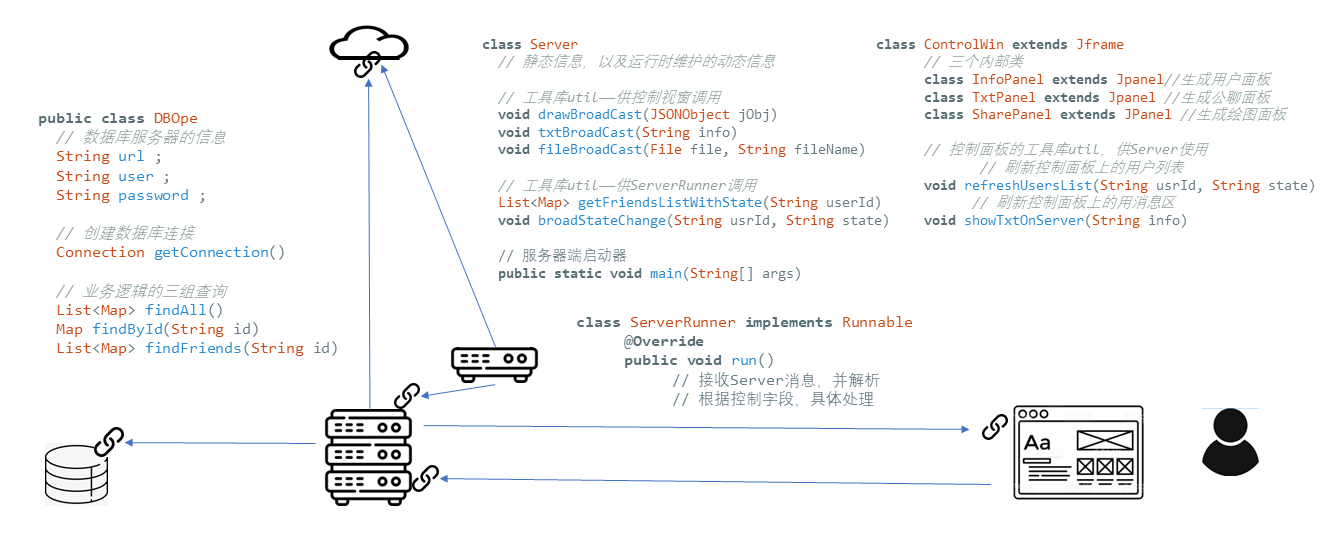 public class DBOpe
// 数据库服务器的信息
String url ;
String user ;
String password ;
// 创建数据库连接
Connection getConnection()
// 业务逻辑的三组查询
List<Map> findAll()
Map findById(String id)
List<Map> findFriends(String id)
class Server
// 静态信息，以及运行时维护的动态信息
// 工具库util——供控制视窗调用
void drawBroadCast(JSONObject jObj)
void txtBroadCast(String info)
void fileBroadCast(File file, String fileName)
// 工具库util——供ServerRunner调用
List<Map> getFriendsListWithState(String userId)
void broadStateChange(String usrId, String state)
// 服务器端启动器
public static void main(String[] args)
class ServerRunner implements Runnable
@Override
public void run()
// 接收Server消息，并解析
// 根据控制字段，具体处理
class ControlWin extends Jframe
// 三个内部类
class InfoPanel extends Jpanel//生成用户面板
class TxtPanel extends Jpanel //生成公聊面板
class SharePanel extends JPanel //生成绘图面板
// 控制面板的工具库util，供Server使用
// 刷新控制面板上的用户列表
void refreshUsersList(String usrId, String state)
// 刷新控制面板上的用消息区
void showTxtOnServer(String info)
Aa